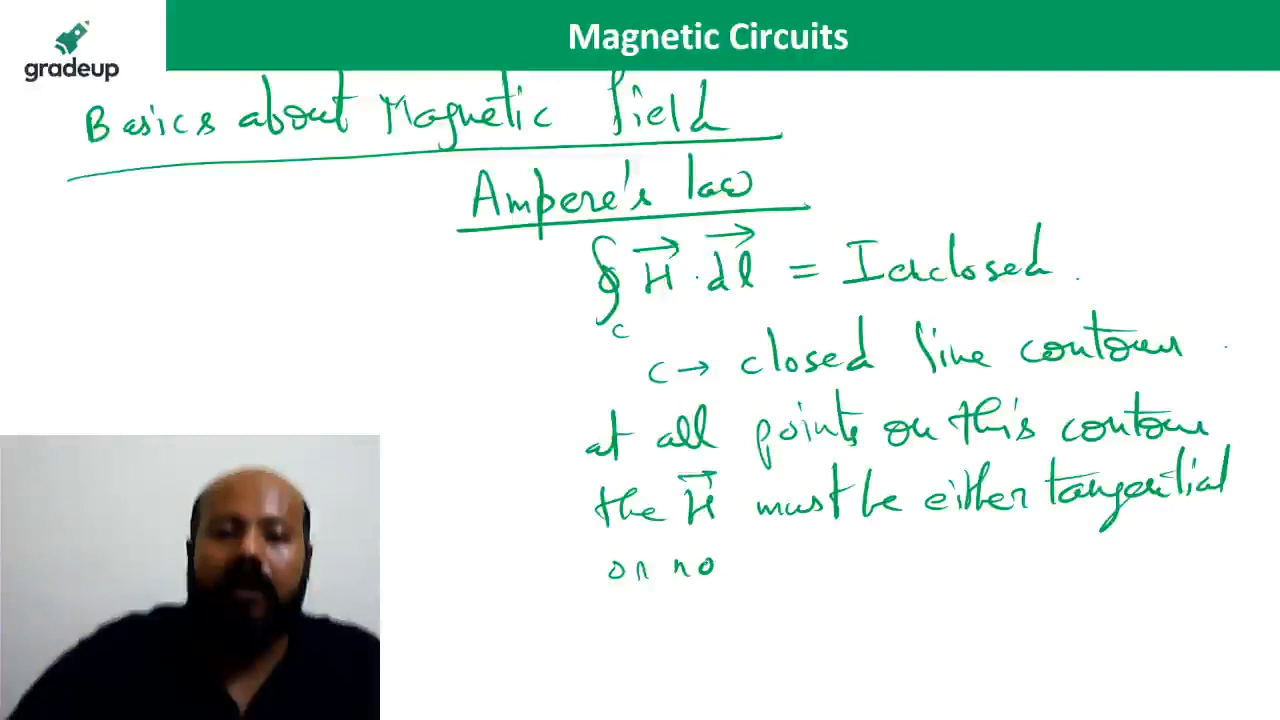 gradeup
Magnetic Circuits
Basics about Magnetic field
Ampere's law
∮c H⃗ · dl⃗ = Ienclosed.
c → closed line contour
at all points on this contour
the H⃗ must be either tangential
or no